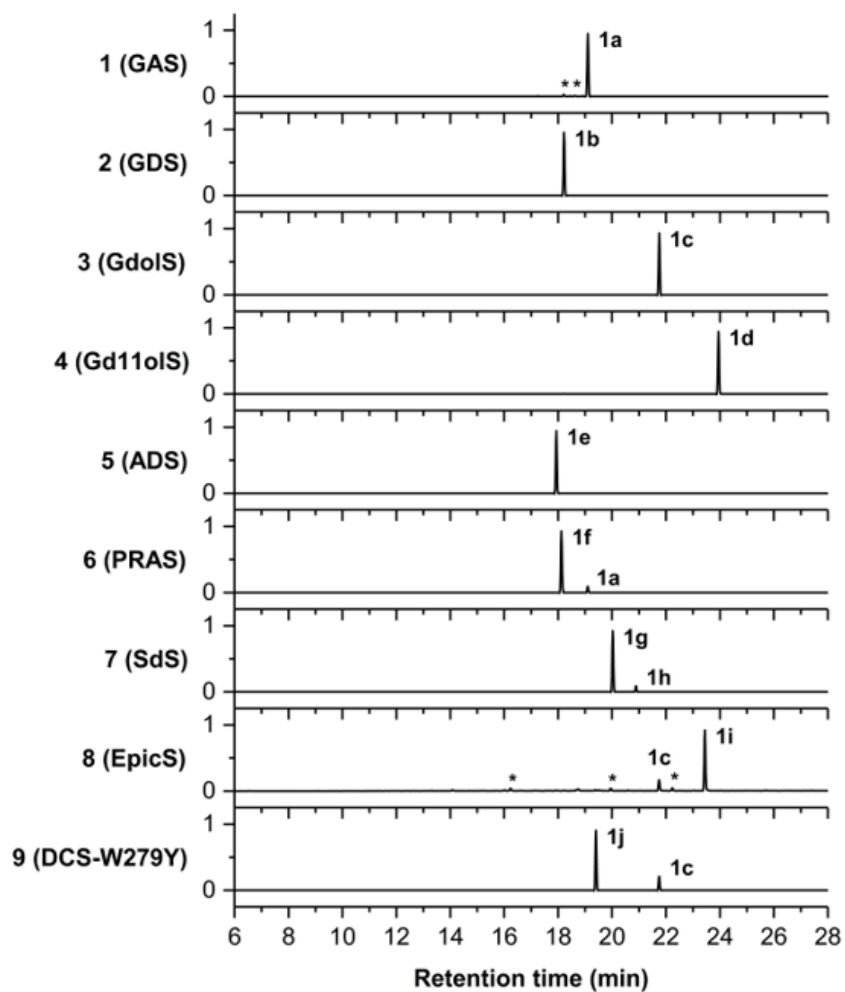 1 (GAS)
1
0
1a
* *
2 (GDS)
1
0
1b
3 (GdolS)
1
0
1c
4 (Gd11olS)
1
0
1d
5 (ADS)
1
0
1e
6 (PRAS)
1
0
1f
1a
7 (SdS)
1
0
1g
1h
8 (EpicS)
1
0
* * 1c * 1i
9 (DCS-W279Y)
1
0
1j
1c
6 8 10 12 14 16 18 20 22 24 26 28
Retention time (min)